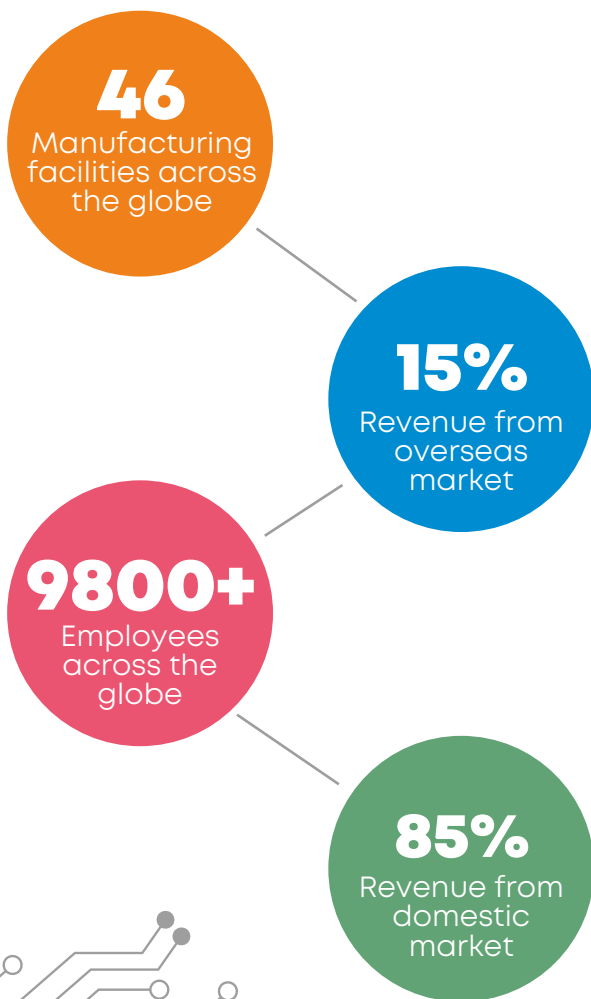 46
Manufacturing
facilities across
the globe
15%
Revenue from
overseas
market
9800+
Employees
across the
globe
85%
Revenue from
domestic
market